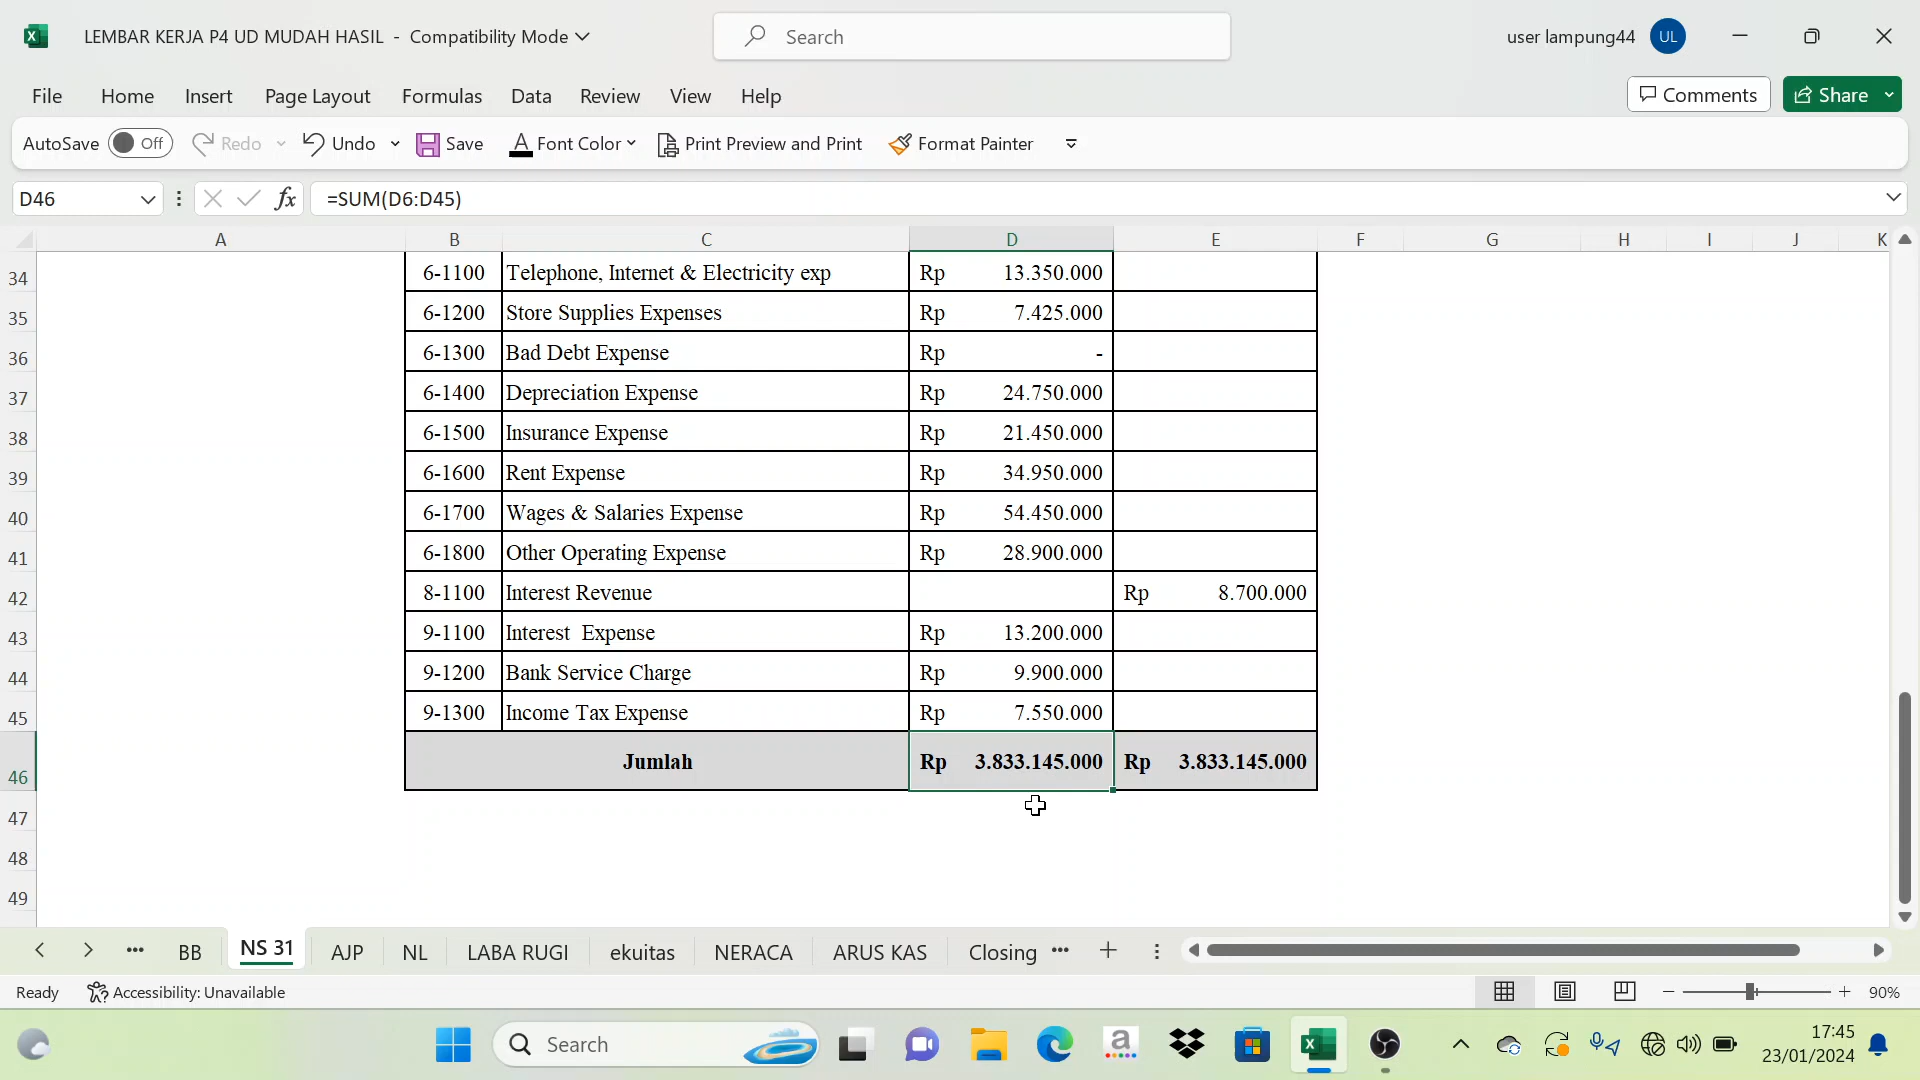 LEMBAR KERJA P4 UD MUDAH HASIL - Compatibility Mode
Search
user lampung44 UL
File Home Insert Page Layout Formulas Data Review View Help
Comments Share
AutoSave Off Redo Undo Save Font Color Print Preview and Print Format Painter
D46 fx =SUM(D6:D45)
A B C D E F G H I J K
34 6-1100 Telephone, Internet & Electricity exp Rp 13.350.000
35 6-1200 Store Supplies Expenses Rp 7.425.000
36 6-1300 Bad Debt Expense Rp -
37 6-1400 Depreciation Expense Rp 24.750.000
38 6-1500 Insurance Expense Rp 21.450.000
39 6-1600 Rent Expense Rp 34.950.000
40 6-1700 Wages & Salaries Expense Rp 54.450.000
41 6-1800 Other Operating Expense Rp 28.900.000
42 8-1100 Interest Revenue Rp 8.700.000
43 9-1100 Interest Expense Rp 13.200.000
44 9-1200 Bank Service Charge Rp 9.900.000
45 9-1300 Income Tax Expense Rp 7.550.000
46 Jumlah Rp 3.833.145.000 Rp 3.833.145.000
47
48
49
BB NS 31 AJP NL LABA RUGI ekuitas NERACA ARUS KAS Closing
Ready Accessibility: Unavailable 90%
Search
17:45
23/01/2024